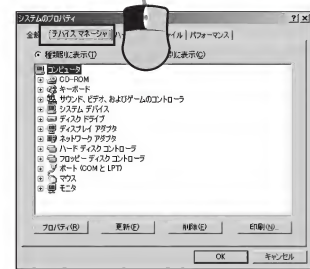 システムのプロパティ
全般 デバイス マネージャ ハ ァイル パフォーマンス
種類別に表示(T) 別に表示(C)
コンピュータ
CD-ROM
キーボード
サウンド、ビデオ、およびゲームのコントローラ
システム デバイス
ディスク ドライブ
ディスプレイ アダプタ
ネットワーク アダプタ
ハード ディスク コントローラ
フロッピー ディスク コントローラ
ポート (COM と LPT)
マウス
モニタ
プロパティ(R) 更新(F) 削除(E) 印刷(N)...
OK キャンセル